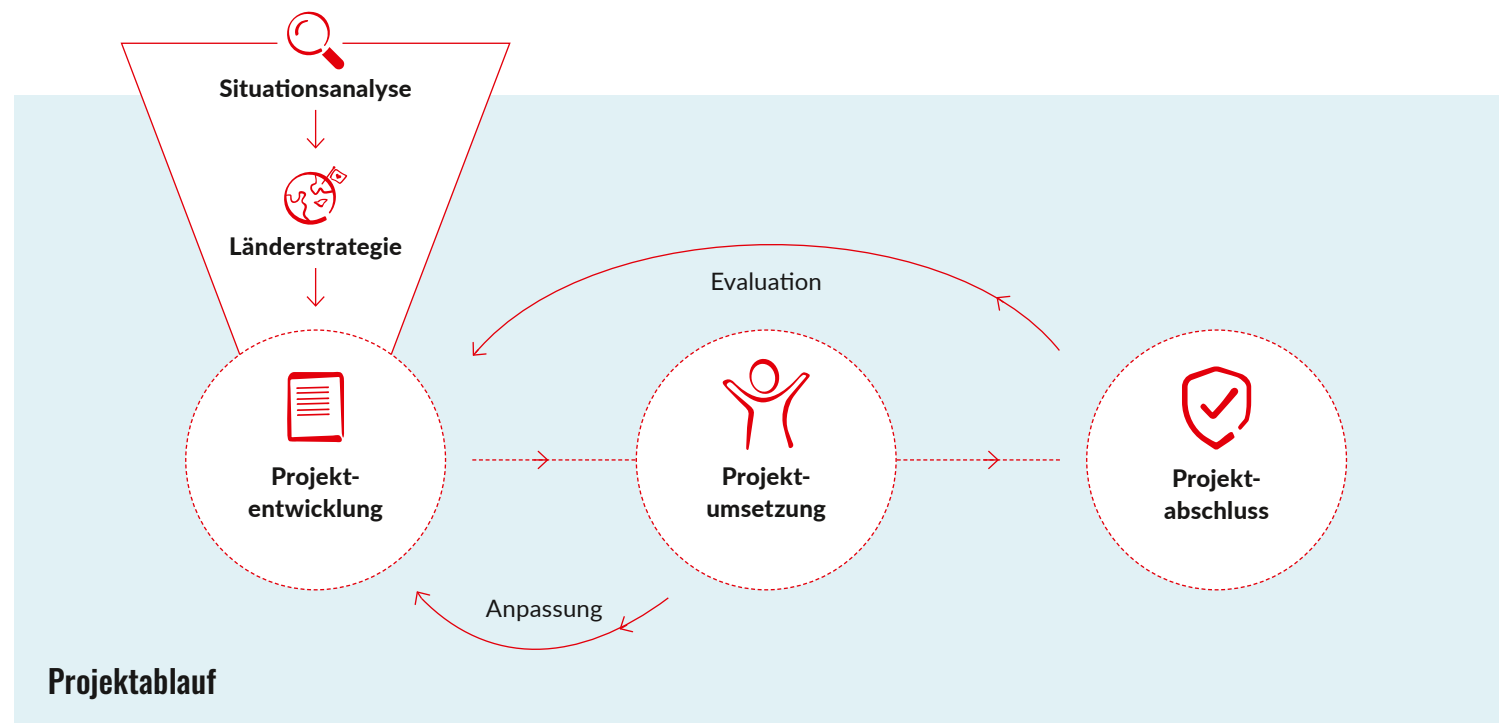 Situationsanalyse
Länderstrategie
Evaluation
Projekt-
entwicklung
Projekt-
umsetzung
Projekt-
abschluss
Anpassung
Projektablauf